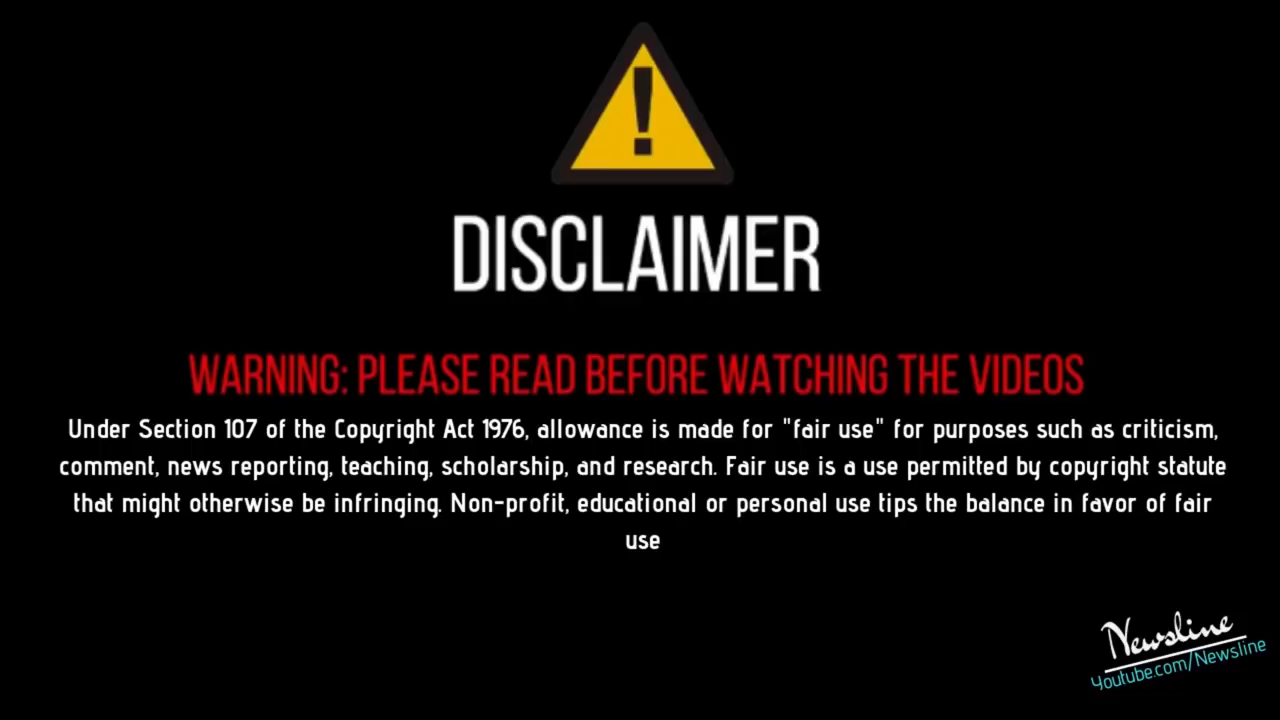 DISCLAIMER
WARNING: PLEASE READ BEFORE WATCHING THE VIDEOS
Under Section 107 of the Copyright Act 1976, allowance is made for "fair use" for purposes such as criticism,
comment, news reporting, teaching, scholarship, and research. Fair use is a use permitted by copyright statute
that might otherwise be infringing. Non-profit, educational or personal use tips the balance in favor of fair
use
Newsline
Youtube.com/Newsline